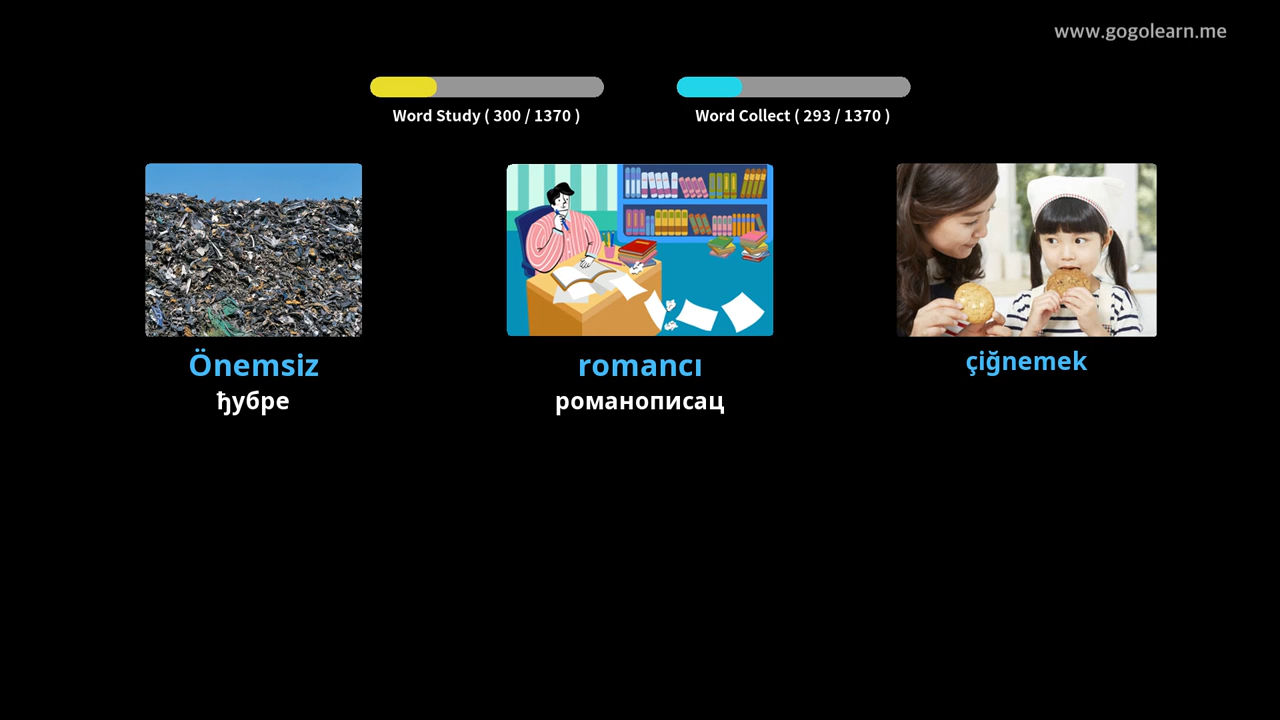 www.gogolearn.me
Word Study ( 300 / 1370 )
Word Collect ( 293 / 1370 )
Önemsiz
ђубре
romancı
романописац
çiğnemek